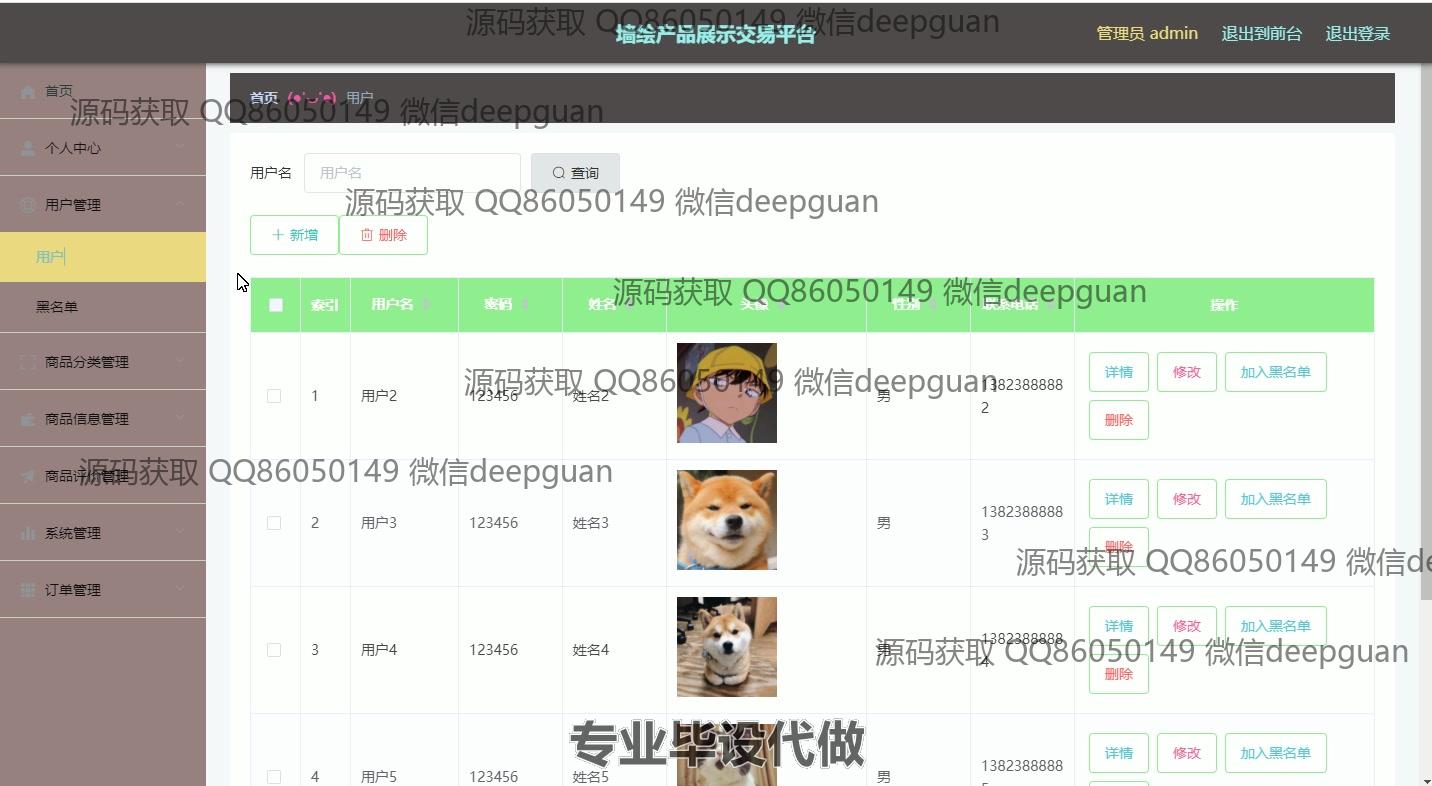 源码获取 QQ86050149 微信deepguan
墙绘产品展示交易平台
管理员 admin 退出到前台 退出登录
首页
首页 (●'◡'●) 用户
源码获取 QQ86050149 微信deepguan
个人中心
用户名 用户名 查询
用户管理
源码获取 QQ86050149 微信deepguan
新增 删除
用户
黑名单
源码获取 QQ86050149 微信deepguan
索引 用户名 密码 姓名 头像 性别 联系电话 操作
商品分类管理
源码获取 QQ86050149 微信deepguan
1 用户2 123456 姓名2 男 13823888882 详情 修改 加入黑名单
删除
商品信息管理
商品评价管理
源码获取 QQ86050149 微信deepguan
2 用户3 123456 姓名3 男 13823888883 详情 修改 加入黑名单
删除
系统管理
源码获取 QQ86050149 微信de
订单管理
3 用户4 123456 姓名4 男 13823888884 详情 修改 加入黑名单
源码获取 QQ86050149 微信deepguan
删除
专业毕设代做
4 用户5 123456 姓名5 男 1382388888 详情 修改 加入黑名单